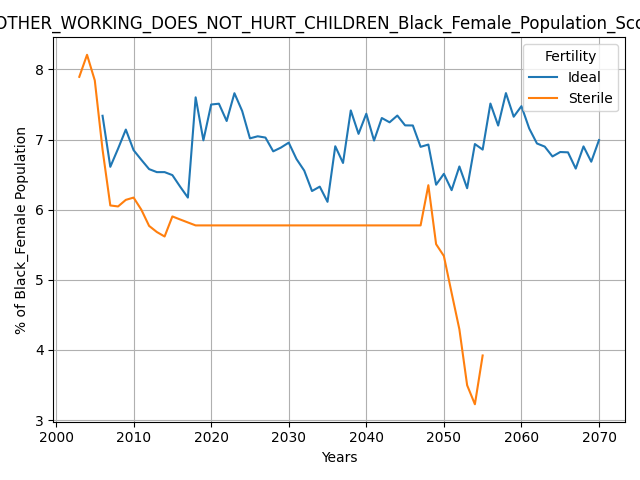 OTHER_WORKING_DOES_NOT_HURT_CHILDREN_Black_Female_Population_Sco
Fertility
Ideal
Sterile
% of Black_Female Population
8
7
6
5
4
3
2000 2010 2020 2030 2040 2050 2060 2070
Years